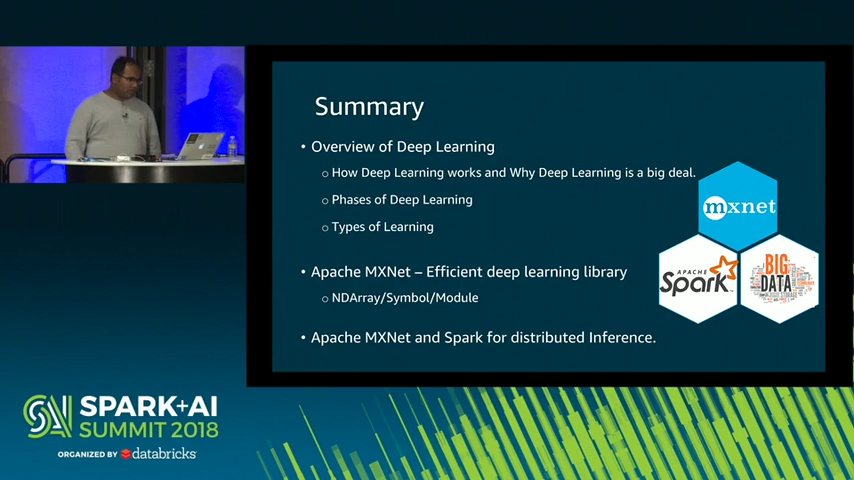 Summary
• Overview of Deep Learning
o How Deep Learning works and Why Deep Learning is a big deal.
o Phases of Deep Learning
o Types of Learning
• Apache MXNet – Efficient deep learning library
o NDArray/Symbol/Module
• Apache MXNet and Spark for distributed Inference.
mxnet
APACHE
Spark™
BIG
DATA
SPARK+AI
SUMMIT 2018
ORGANIZED BY databricks